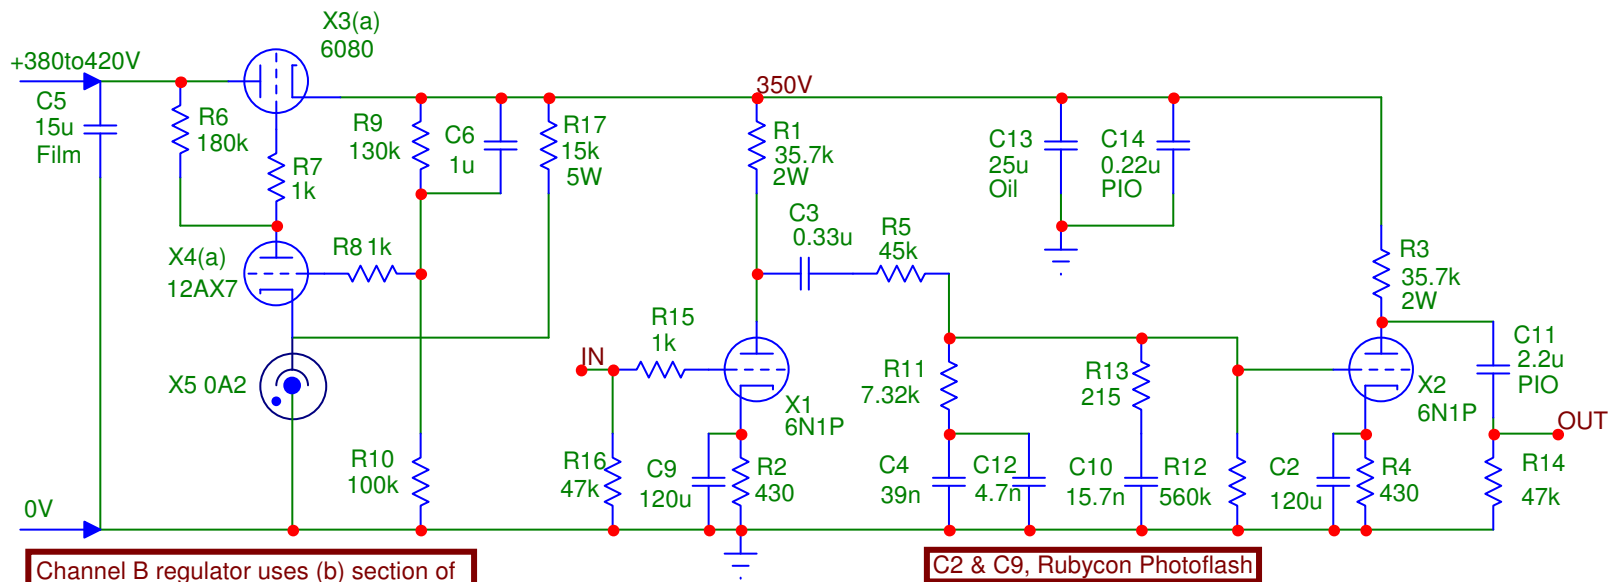 X3(a)
6080
+380to420V
C5
15u
Film
R6
180k
R7
1k
R9
130k
C6
1u
R17
15k
5W
350V
R1
35.7k
2W
C13
25u
Oil
C14
0.22u
PIO
X4(a)
12AX7
R8 1k
C3
0.33u
R5
45k
R3
35.7k
2W
X5 0A2
IN
R15
1k
X1
6N1P
R11
7.32k
R13
215
X2
6N1P
C11
2.2u
PIO
OUT
R10
100k
R16
47k
C9
120u
R2
430
C4
39n
C12
4.7n
C10
15.7n
R12
560k
C2
120u
R4
430
R14
47k
0V
Channel B regulator uses (b) section of
C2 & C9, Rubycon Photoflash